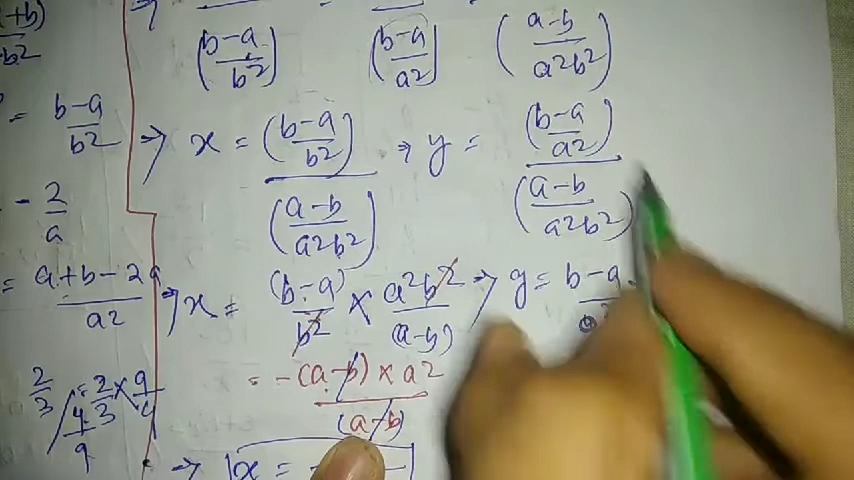 a+b)/b²
(b-a/b²) (b-a/a²) (a-b/a²b²)
= b-a/b² → x = (b-a/b²)/(a-b/a²b²) → y = (b-a/a²)/(a-b/a²b²)
- 2/a
= a+b-2a/a² → x = (b-a)/b² × a²b²/(a-b) → y = b-a
= -(a-b) × a²/(a-b)
2/3 / 4/9 = 2/3 × 9/4
→ x = -